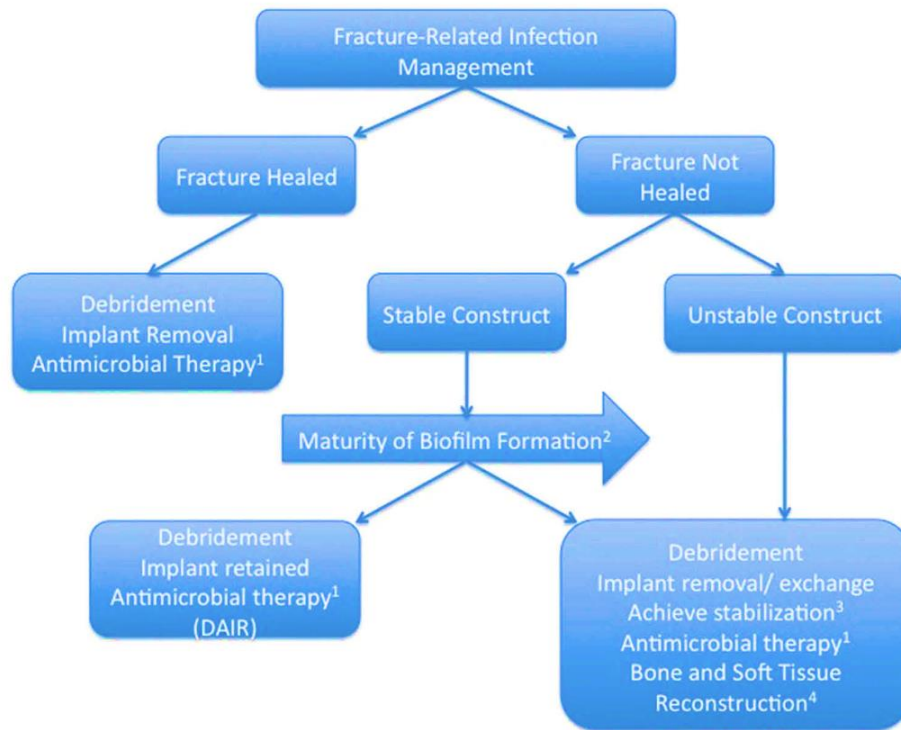 Fracture-Related Infection
Management
Fracture Healed
Fracture Not
Healed
Debridement
Implant Removal
Antimicrobial Therapy¹
Stable Construct
Unstable Construct
Maturity of Biofilm Formation²
Debridement
Implant retained
Antimicrobial therapy¹
(DAIR)
Debridement
Implant removal/ exchange
Achieve stabilization³
Antimicrobial therapy¹
Bone and Soft Tissue
Reconstruction⁴